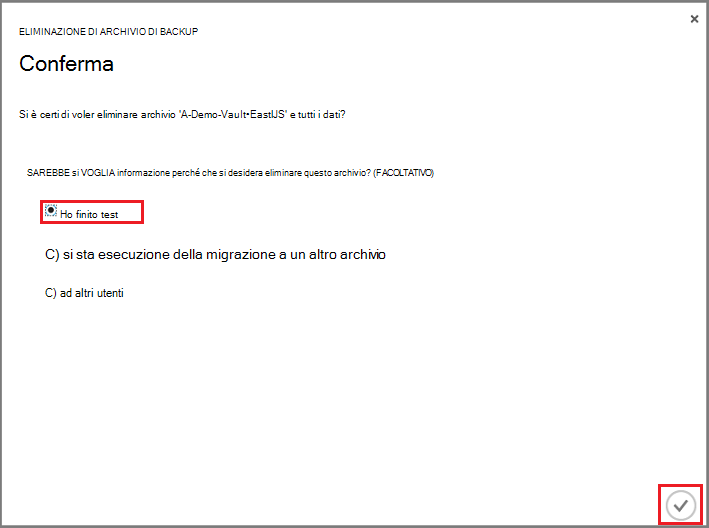 ELIMINAZIONE DI ARCHIVIO DI BACKUP
Conferma
Si è certi di voler eliminare archivio 'A-Demo-Vault•EastIJS' e tutti i dati?
SAREBBE si VOGLIA informazione perché che si desidera eliminare questo archivio? (FACOLTATIVO)
Ho finito test
C) si sta esecuzione della migrazione a un altro archivio
C) ad altri utenti